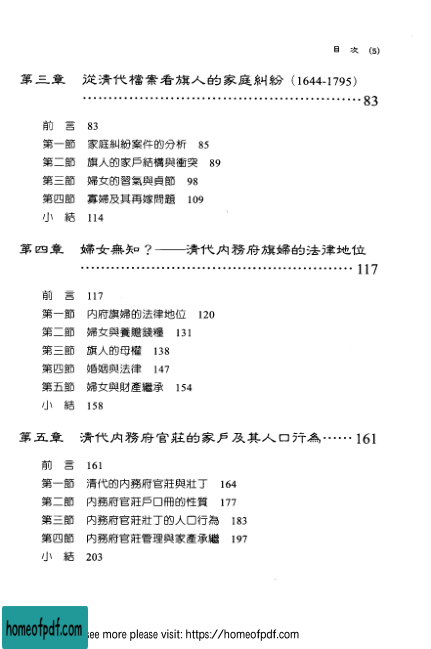 目　次　(5)
第三章　從清代檔案看旗人的家庭糾紛（1644-1795）
………………………………………………83
前　言　83
第一節　家庭糾紛案件的分析　85
第二節　旗人的家戶結構與衝突　89
第三節　婦女的習氣與貞節　98
第四節　寡婦及其再嫁問題　109
小　結　114
第四章　婦女無知？——清代內務府旗婦的法律地位
………………………………………………117
前　言　117
第一節　內府旗婦的法律地位　120
第二節　婦女與養贍錢糧　131
第三節　旗人的母權　138
第四節　婚姻與法律　147
第五節　婦女與財產繼承　154
小　結　158
第五章　清代內務府官莊的家戶及其人口行為……161
前　言　161
第一節　清代的內務府官莊與壯丁　164
第二節　內務府官莊戶口冊的性質　177
第三節　內務府官莊壯丁的人口行為　183
第四節　內務府官莊管理與家產承繼　197
小　結　203
homeofpdf.com see more please visit: https://homeofpdf.com